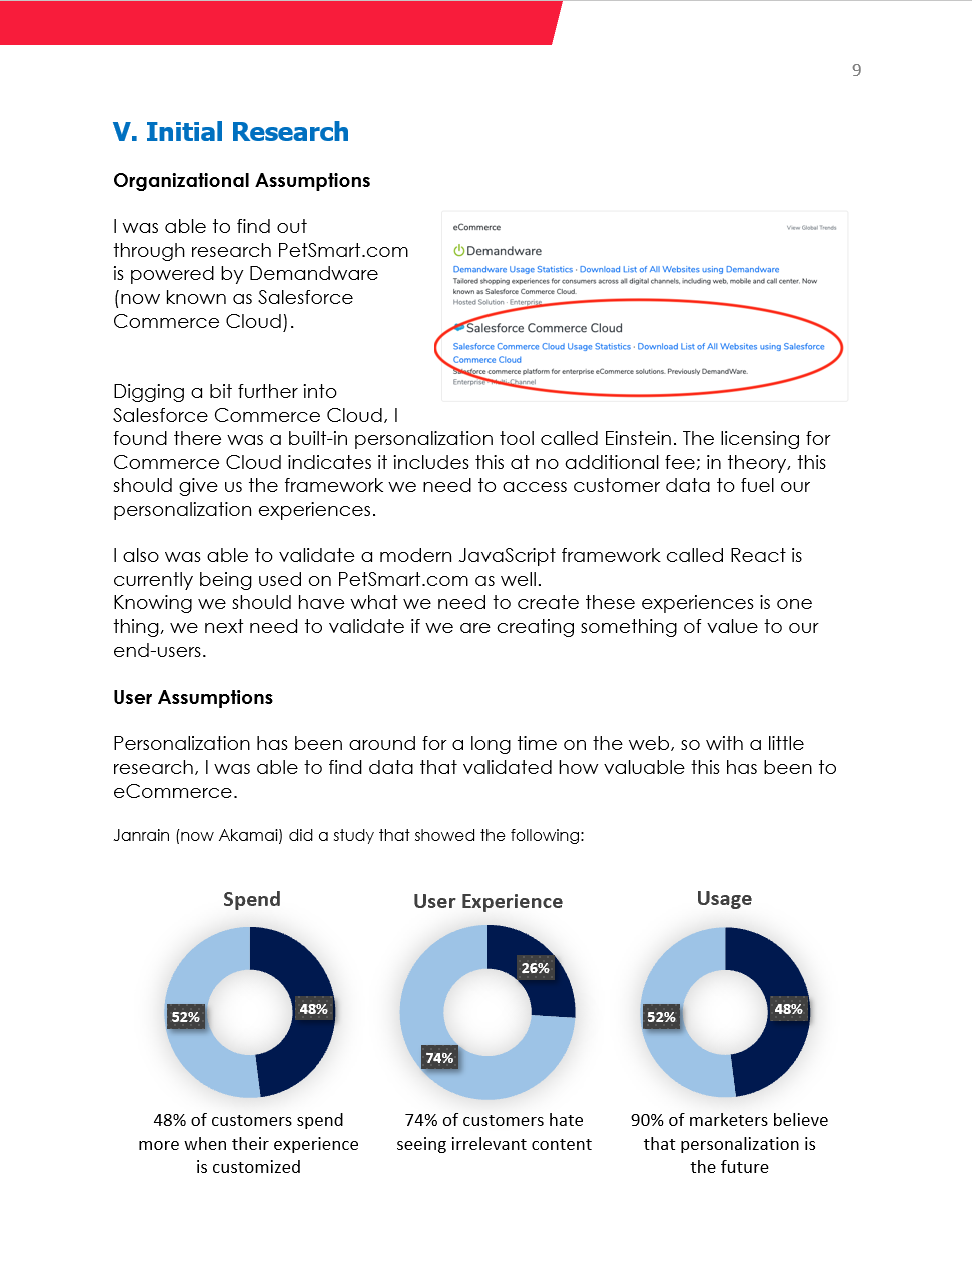 9
V. Initial Research
Organizational Assumptions
I was able to find out
through research PetSmart.com
is powered by Demandware
(now known as Salesforce
Commerce Cloud).
eCommerce
View Global Trends
Demandware
Demandware Usage Statistics · Download List of All Websites using Demandware
Tailored shopping experiences for consumers across all digital channels, including web, mobile and call center. Now
known as Salesforce Commerce Cloud.
Hosted Solution · Enterprise
Salesforce Commerce Cloud
Salesforce Commerce Cloud Usage Statistics · Download List of All Websites using Salesforce
Commerce Cloud
Salesforce commerce platform for enterprise eCommerce solutions. Previously DemandWare.
Enterprise · Multi-Channel
Digging a bit further into
Salesforce Commerce Cloud, I
found there was a built-in personalization tool called Einstein. The licensing for
Commerce Cloud indicates it includes this at no additional fee; in theory, this
should give us the framework we need to access customer data to fuel our
personalization experiences.
I also was able to validate a modern JavaScript framework called React is
currently being used on PetSmart.com as well.
Knowing we should have what we need to create these experiences is one
thing, we next need to validate if we are creating something of value to our
end-users.
User Assumptions
Personalization has been around for a long time on the web, so with a little
research, I was able to find data that validated how valuable this has been to
eCommerce.
Janrain (now Akamai) did a study that showed the following:
Spend
52%
48%
48% of customers spend
more when their experience
is customized
User Experience
26%
74%
74% of customers hate
seeing irrelevant content
Usage
52%
48%
90% of marketers believe
that personalization is
the future